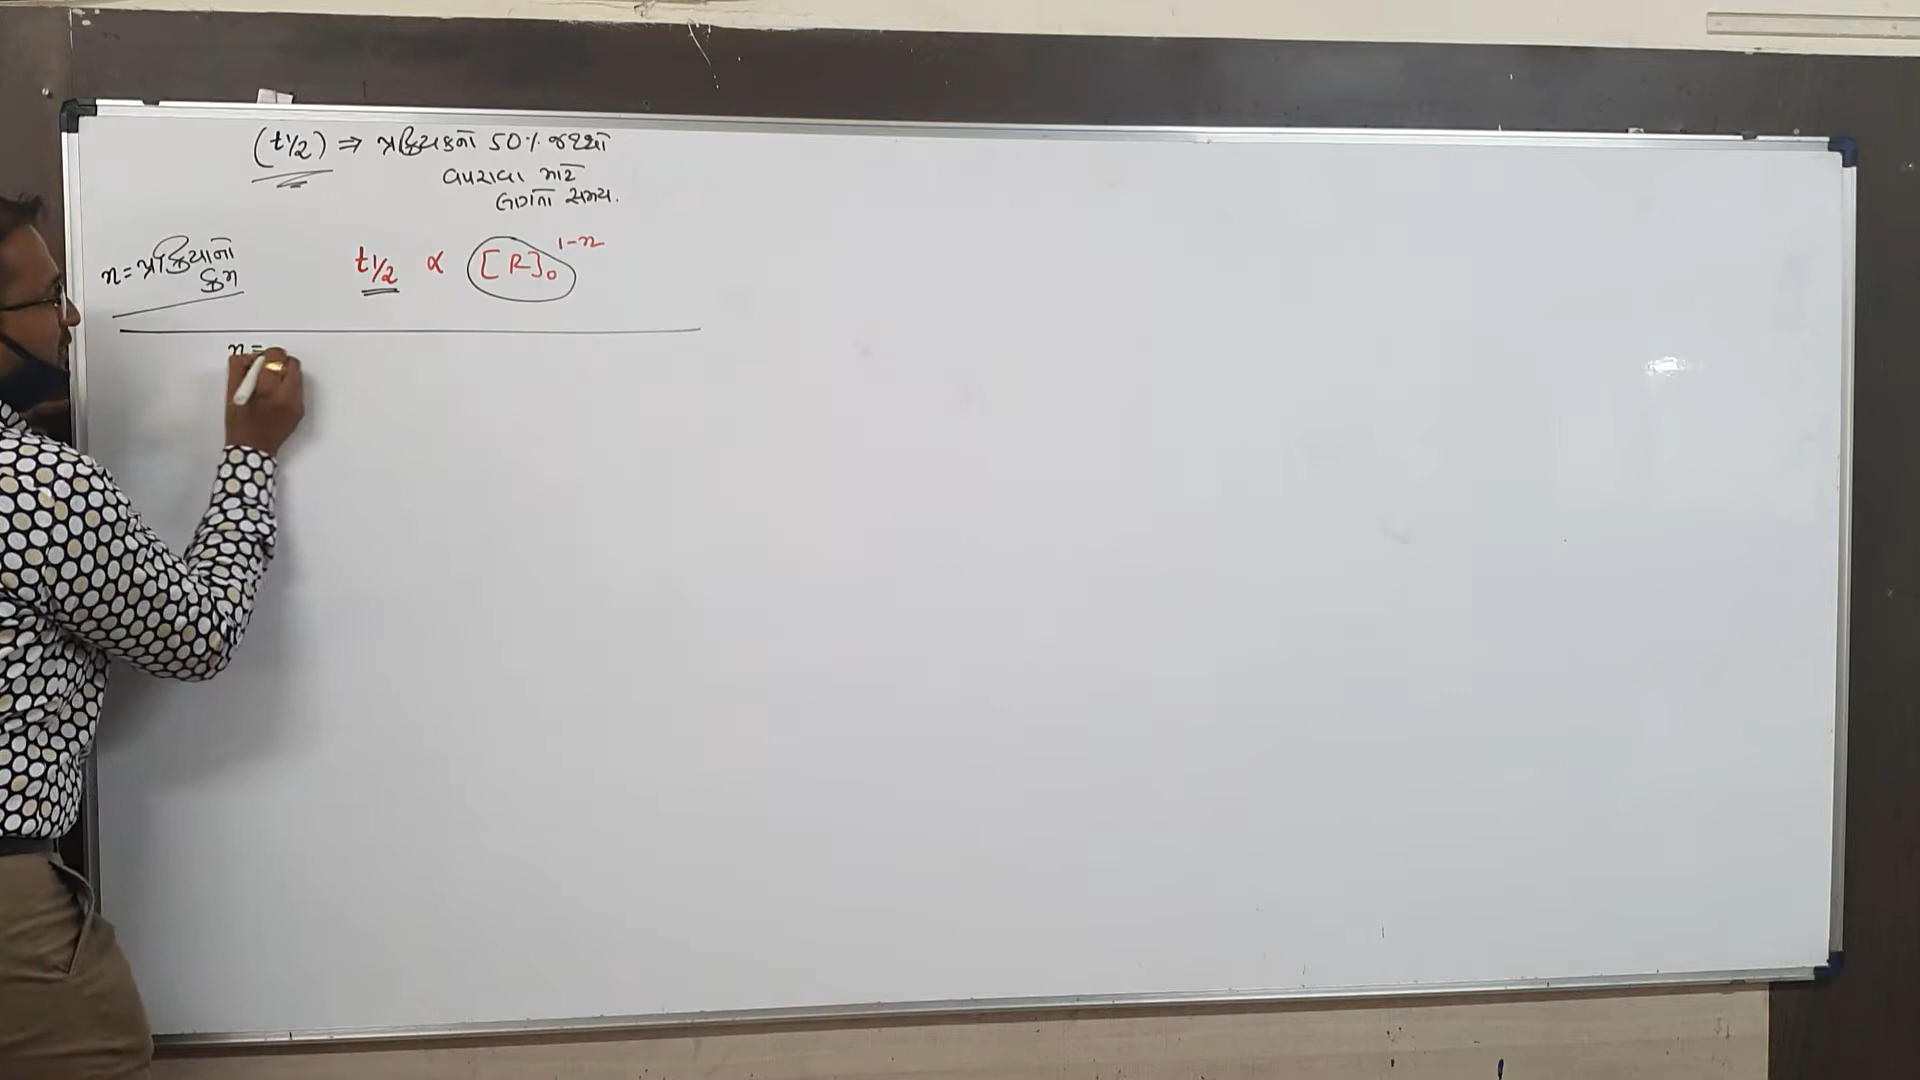 (t1/2) ⇒ પ્રક્રિયકનો 50% જથ્થો
વપરાવા માટે
લાગતો સમય.
n = પ્રક્રિયાનો
ક્રમ
t1/2 ∝ [R]₀¹⁻ⁿ
n =